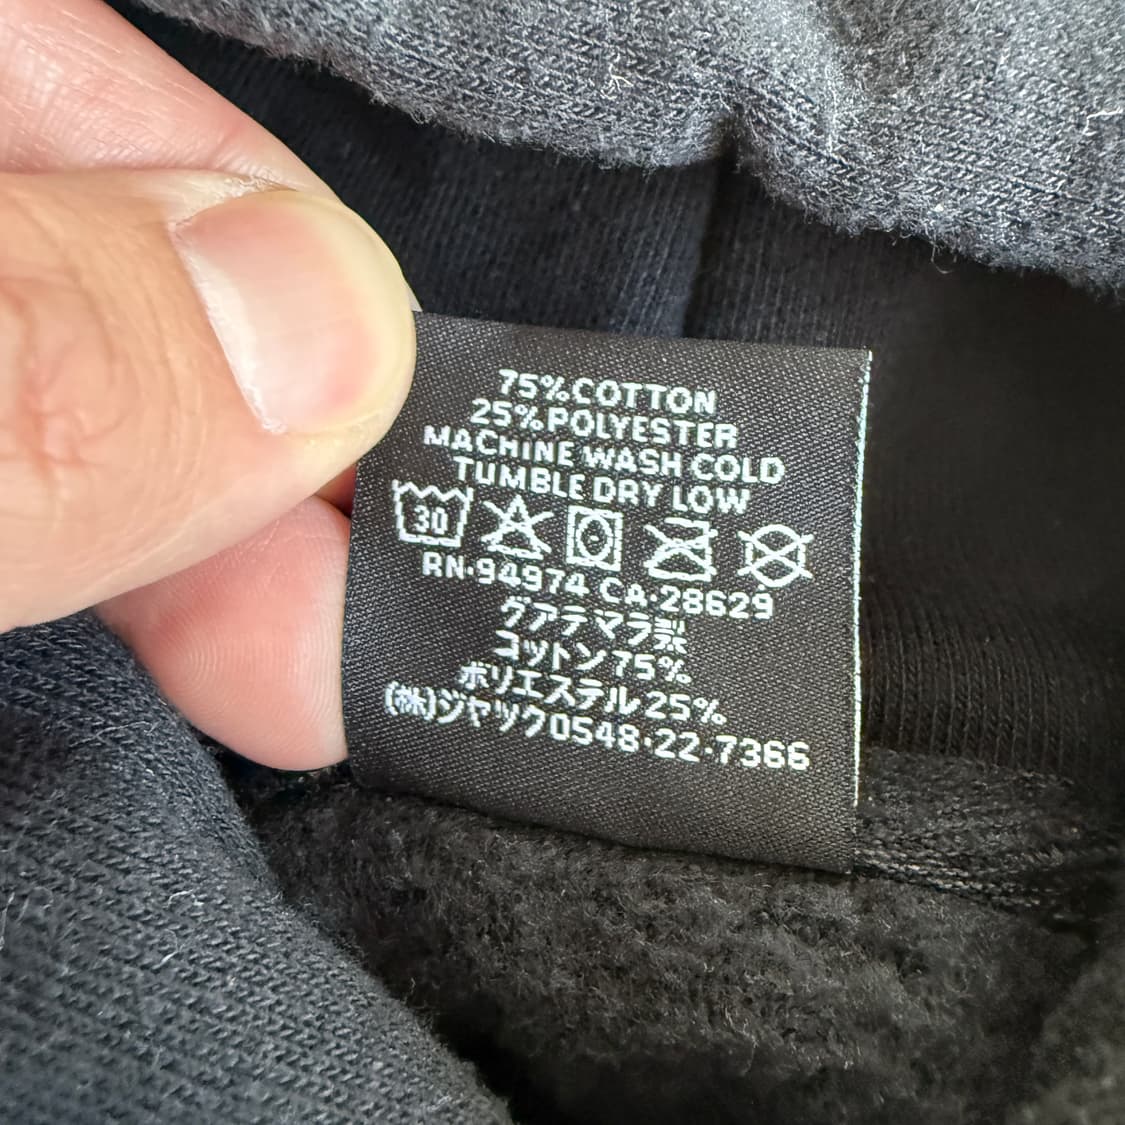 75%COTTON
25%POLYESTER
MACHINE WASH COLD
TUMBLE DRY LOW
30
RN·94974 CA·28629
グアテマラ製
コットン75%
ポリエステル25%
(株)ジャック0548·22·7366